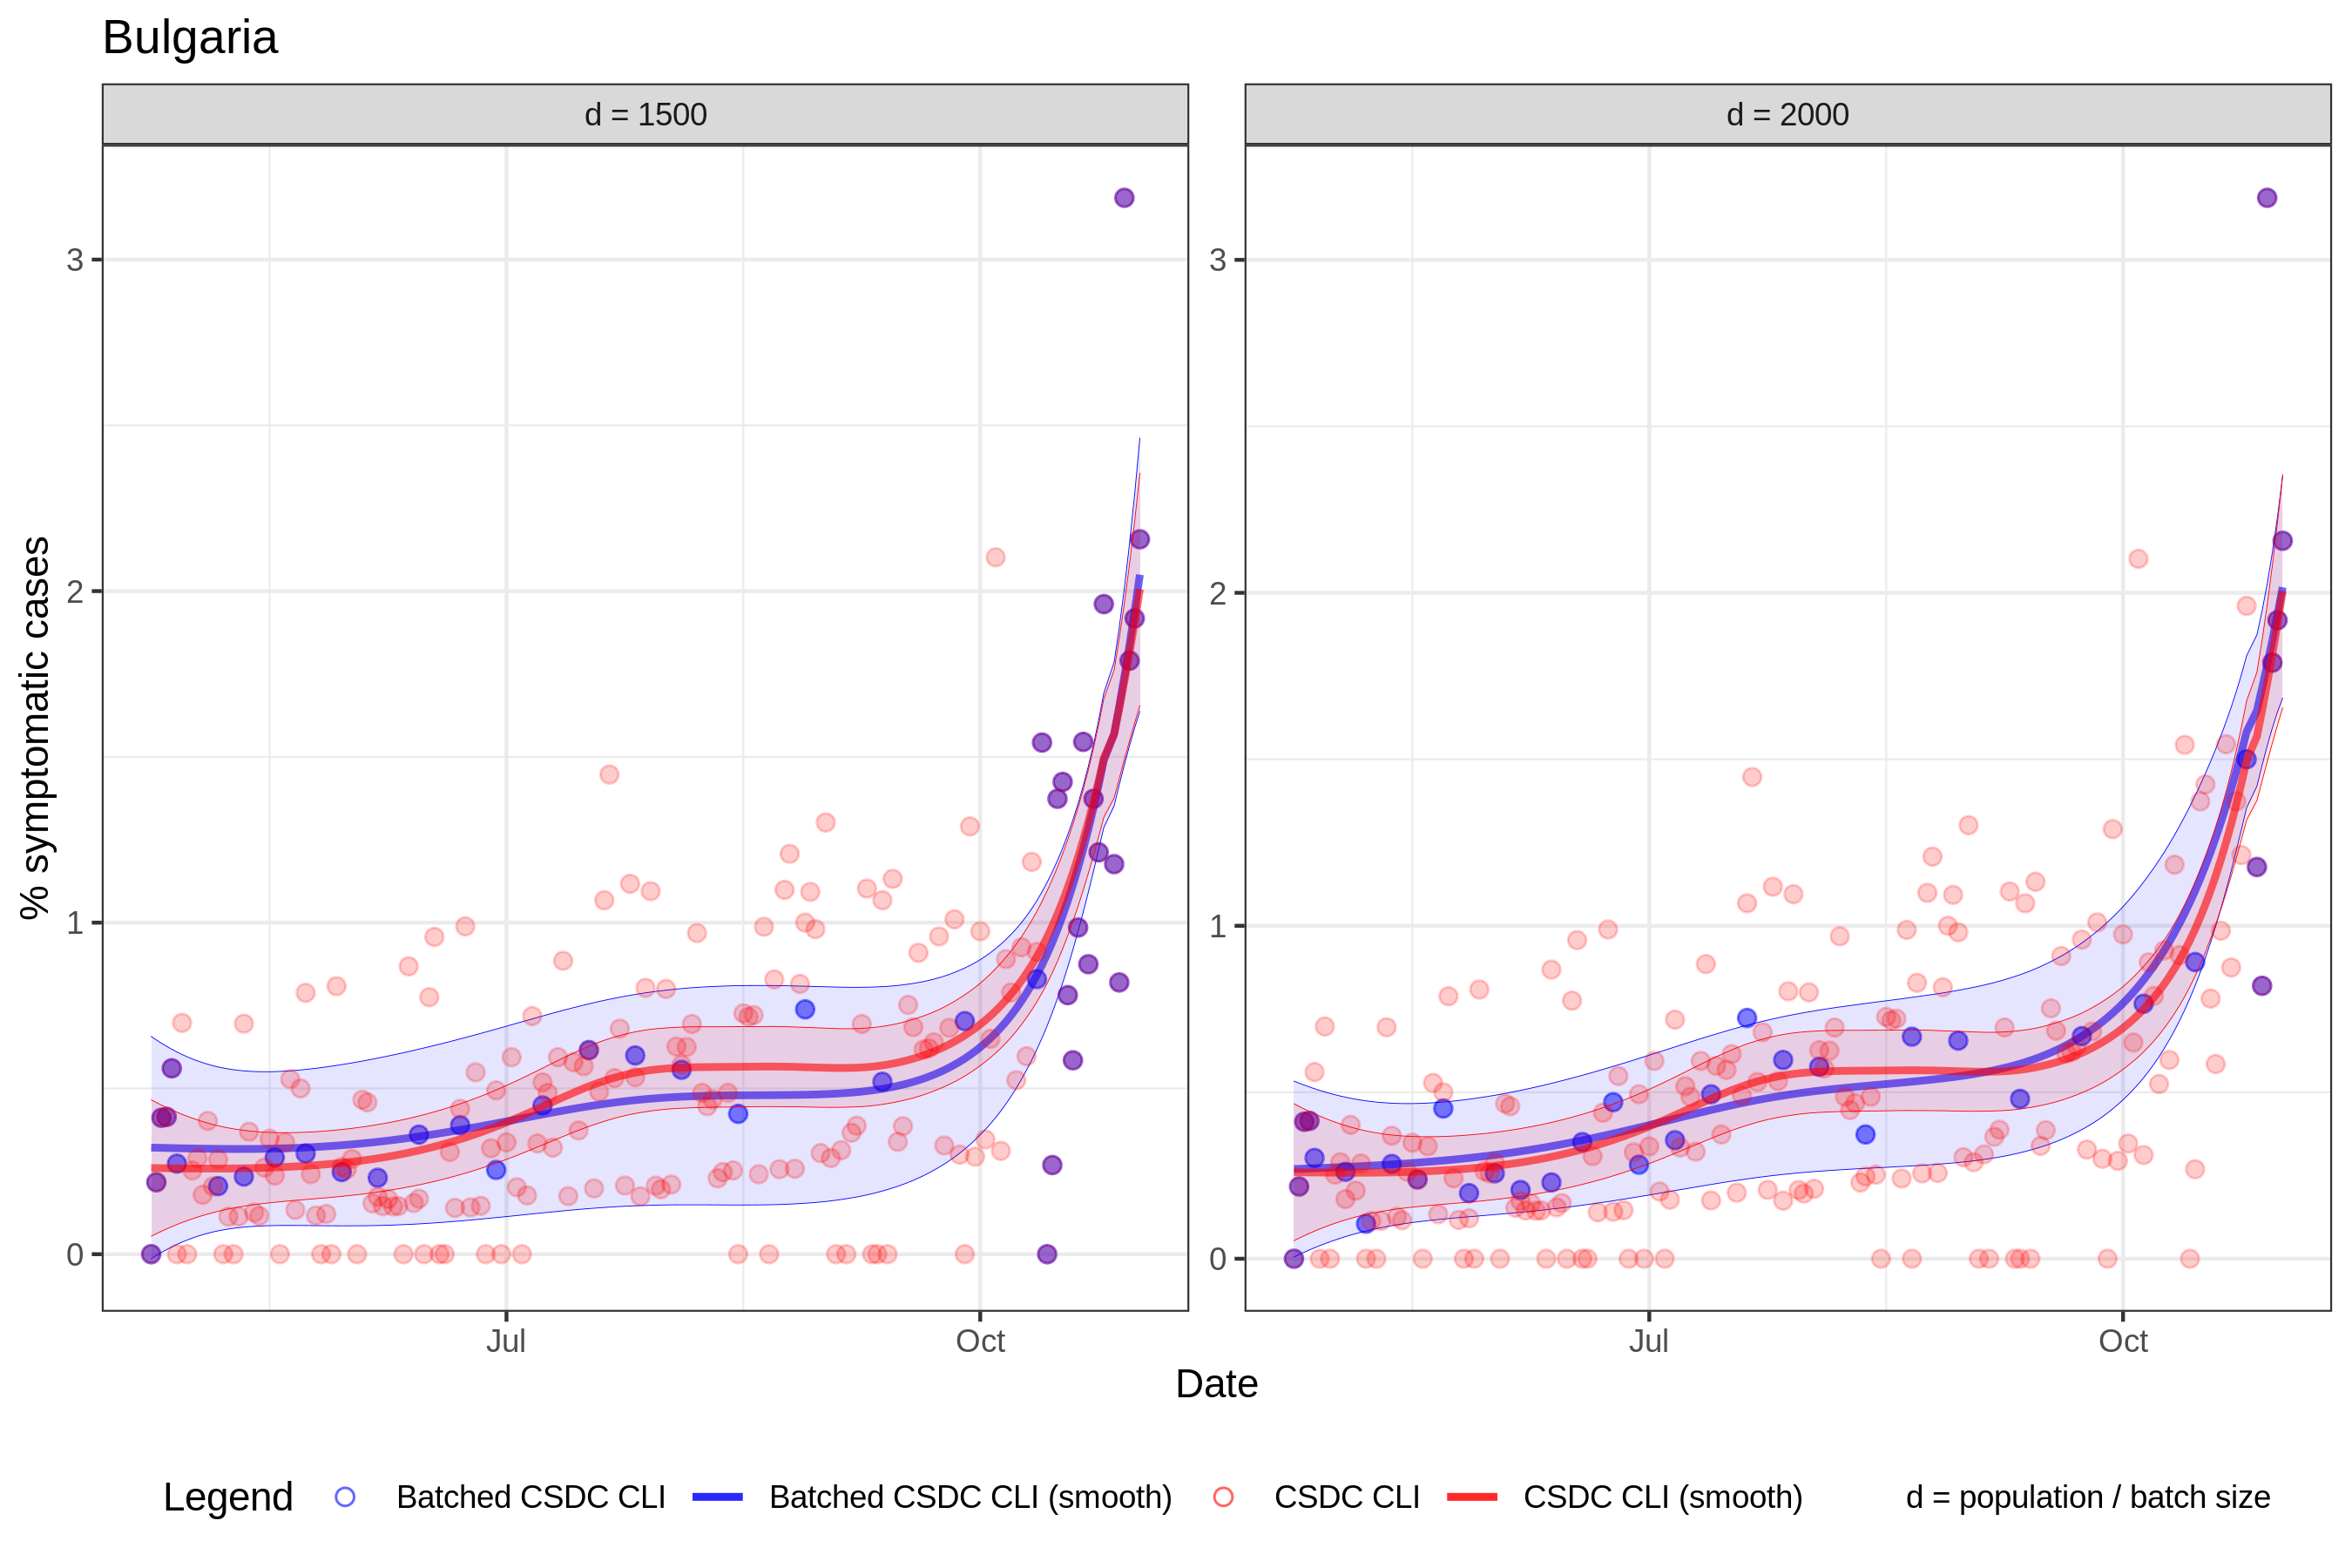 Bulgaria
d = 1500
d = 2000
% symptomatic cases
3
2
1
0
3
2
1
0
Jul
Oct
Jul
Oct
Date
Legend
Batched CSDC CLI
Batched CSDC CLI (smooth)
CSDC CLI
CSDC CLI (smooth)
d = population / batch size